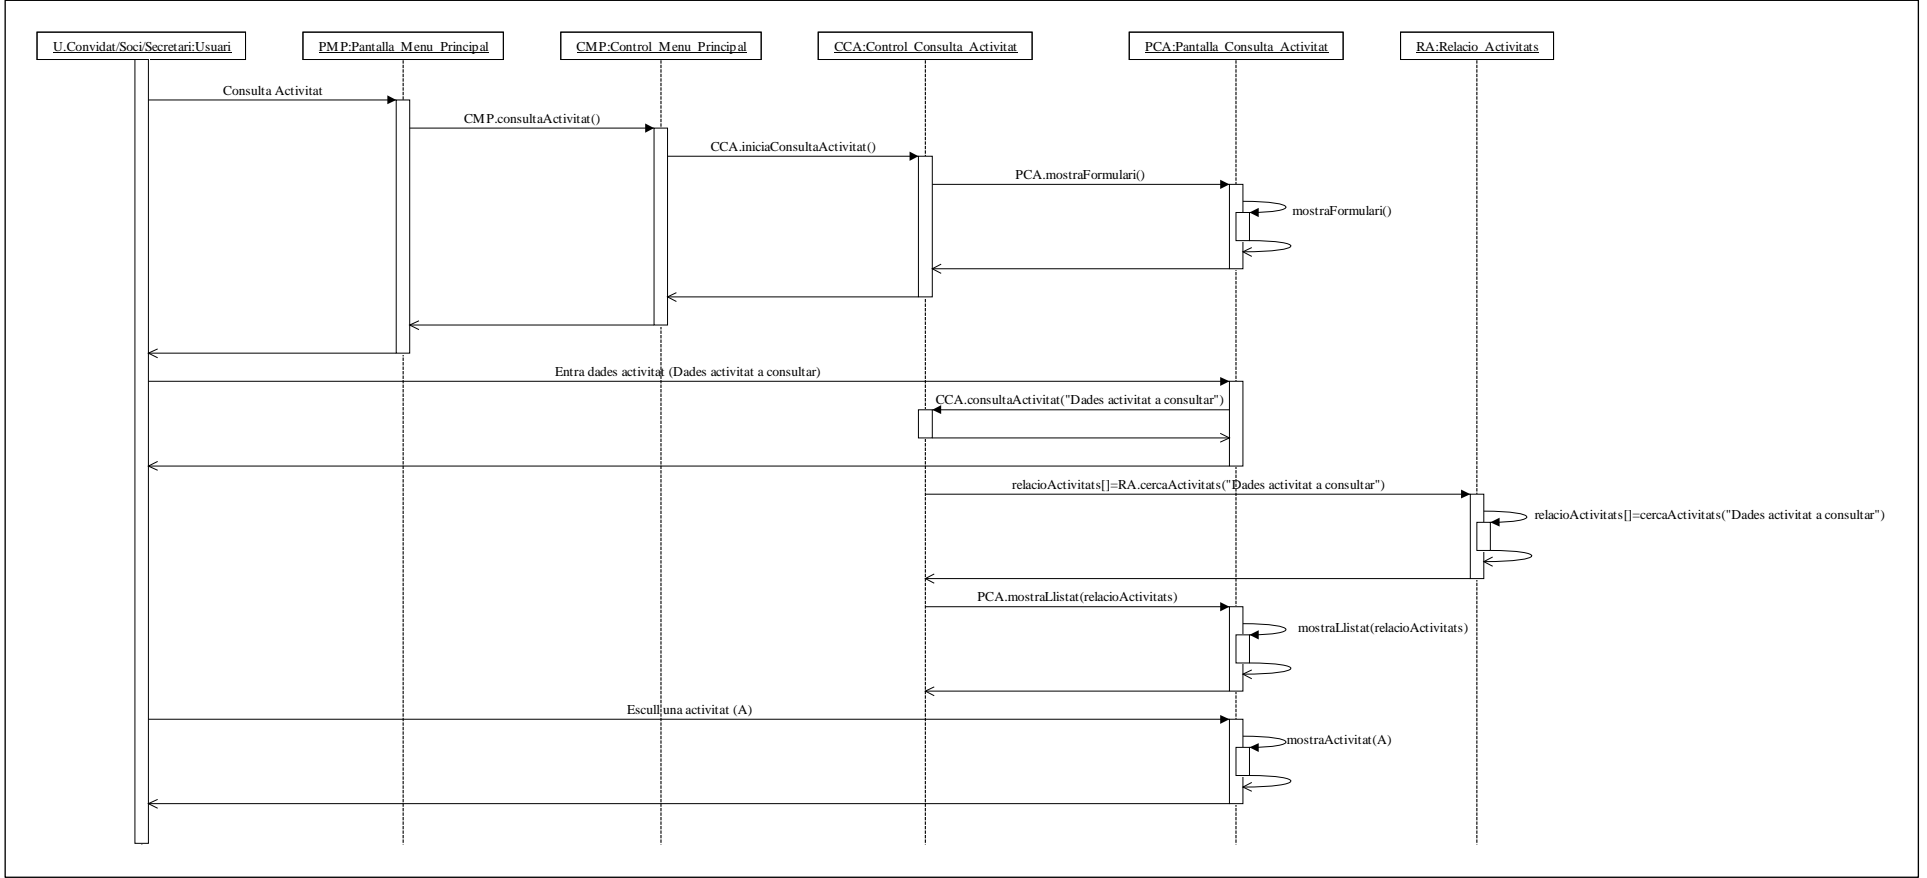 U.Convidat/Soci/Secretari:Usuari
PMP:Pantalla_Menu_Principal
CMP:Control_Menu_Principal
CCA:Control_Consulta_Activitat
PCA:Pantalla_Consulta_Activitat
RA:Relacio_Activitats
Consulta Activitat
CMP.consultaActivitat()
CCA.iniciaConsultaActivitat()
PCA.mostraFormulari()
mostraFormulari()
Entra dades activitat (Dades activitat a consultar)
CCA.consultaActivitat("Dades activitat a consultar")
relacioActivitats[]=RA.cercaActivitats("Dades activitat a consultar")
relacioActivitats[]=cercaActivitats("Dades activitat a consultar")
PCA.mostraLlistat(relacioActivitats)
mostraLlistat(relacioActivitats)
Escull una activitat (A)
mostraActivitat(A)